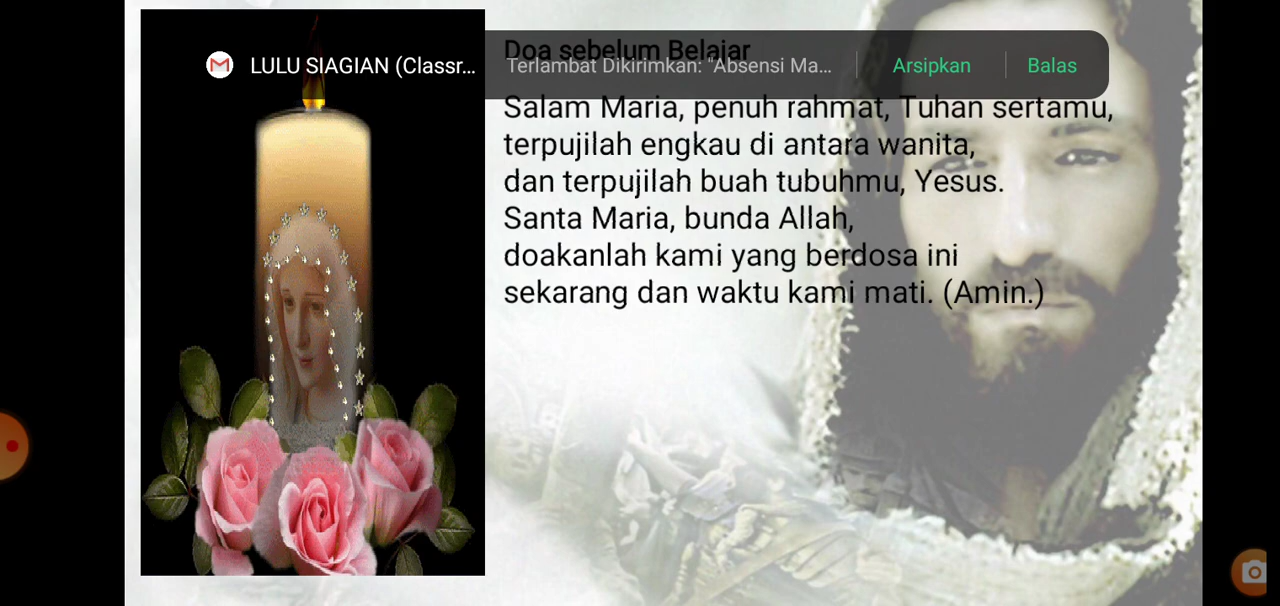 Doa sebelum Belajar
LULU SIAGIAN (Classr...
Terlambat Dikirimkan: "Absensi Ma...
Arsipkan
Balas
Salam Maria, penuh rahmat, Tuhan sertamu,
terpujilah engkau di antara wanita,
dan terpujilah buah tubuhmu, Yesus.
Santa Maria, bunda Allah,
doakanlah kami yang berdosa ini
sekarang dan waktu kami mati. (Amin.)